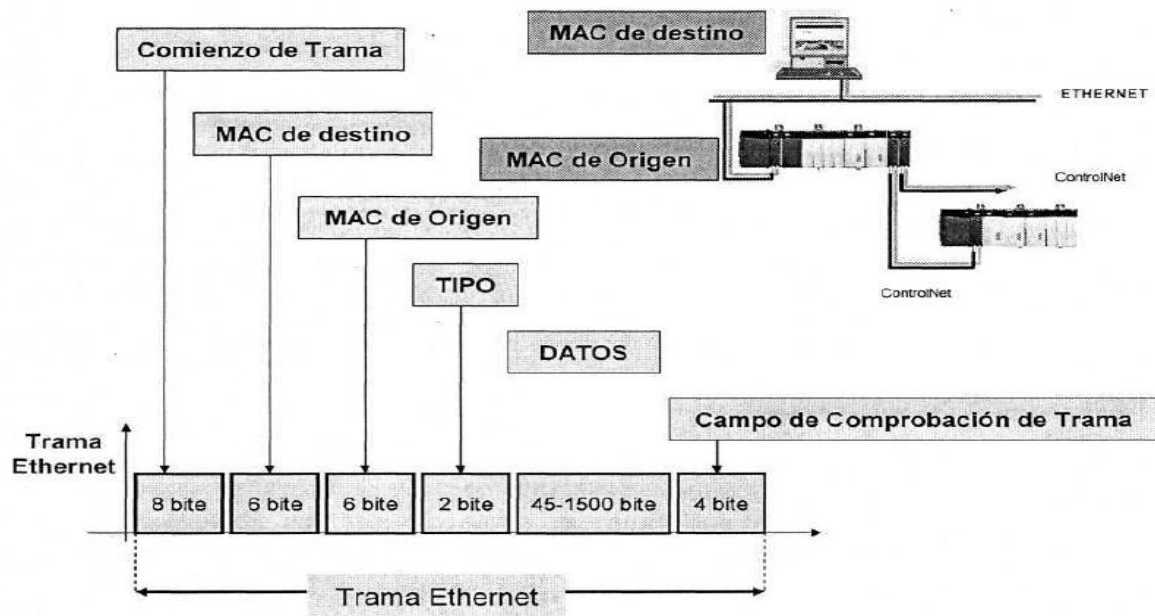 Comienzo de Trama
MAC de destino
MAC de destino
ETHERNET
MAC de Origen
ControlNet
MAC de Origen
TIPO
ControlNet
DATOS
Campo de Comprobación de Trama
Trama
Ethernet
8 bite
6 bite
6 bite
2 bite
45-1500 bite
4 bite
Trama Ethernet